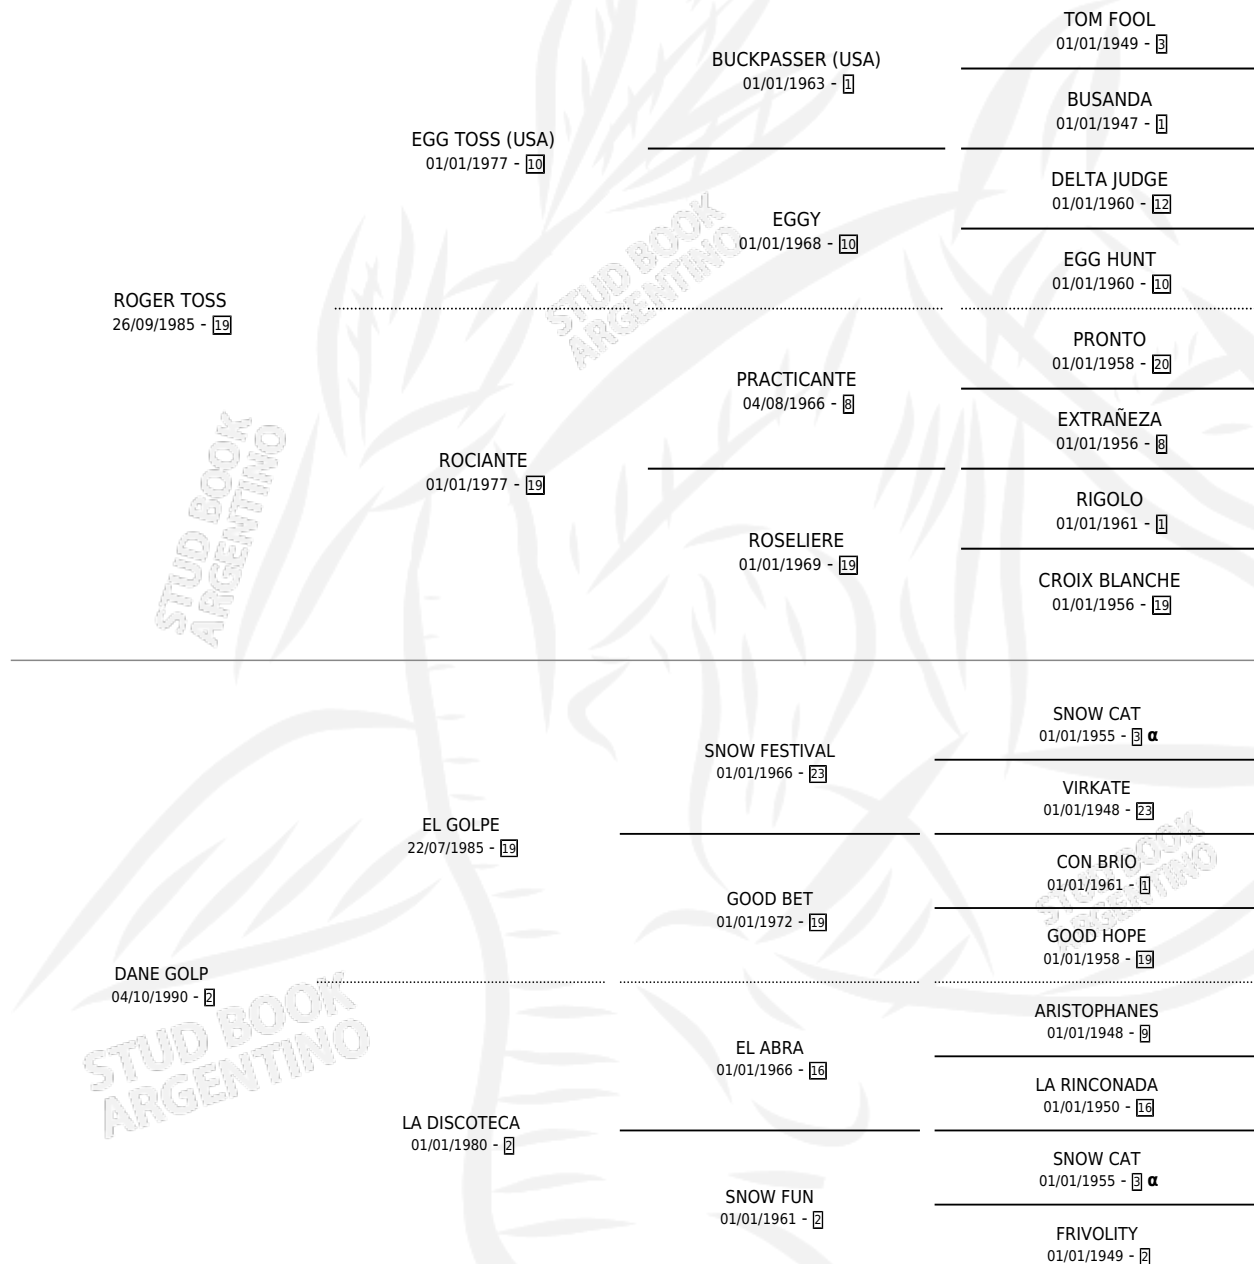 TOM FOOL
01/01/1949 - 3
BUCKPASSER (USA)
01/01/1963 - 1
BUSANDA
01/01/1947 - 1
EGG TOSS (USA)
01/01/1977 - 10
DELTA JUDGE
01/01/1960 - 12
EGGY
01/01/1968 - 10
EGG HUNT
01/01/1960 - 10
ROGER TOSS
26/09/1985 - 19
PRONTO
01/01/1958 - 20
PRACTICANTE
04/08/1966 - 8
EXTRAÑEZA
01/01/1956 - 8
ROCIANTE
01/01/1977 - 19
RIGOLO
01/01/1961 - 1
ROSELIERE
01/01/1969 - 19
CROIX BLANCHE
01/01/1956 - 19
SNOW CAT
01/01/1955 - 3 α
SNOW FESTIVAL
01/01/1966 - 23
VIRKATE
01/01/1948 - 23
EL GOLPE
22/07/1985 - 19
CON BRIO
01/01/1961 - 1
GOOD BET
01/01/1972 - 19
GOOD HOPE
01/01/1958 - 19
DANE GOLP
04/10/1990 - 2
ARISTOPHANES
01/01/1948 - 9
EL ABRA
01/01/1966 - 16
LA RINCONADA
01/01/1950 - 16
LA DISCOTECA
01/01/1980 - 2
SNOW CAT
01/01/1955 - 3 α
SNOW FUN
01/01/1961 - 2
FRIVOLITY
01/01/1949 - 2
STUD BOOK
ARGENTINO
STUD BOOK
ARGENTINO
STUD BOOK
ARGENTINO
STUD BOOK
ARGENTINO